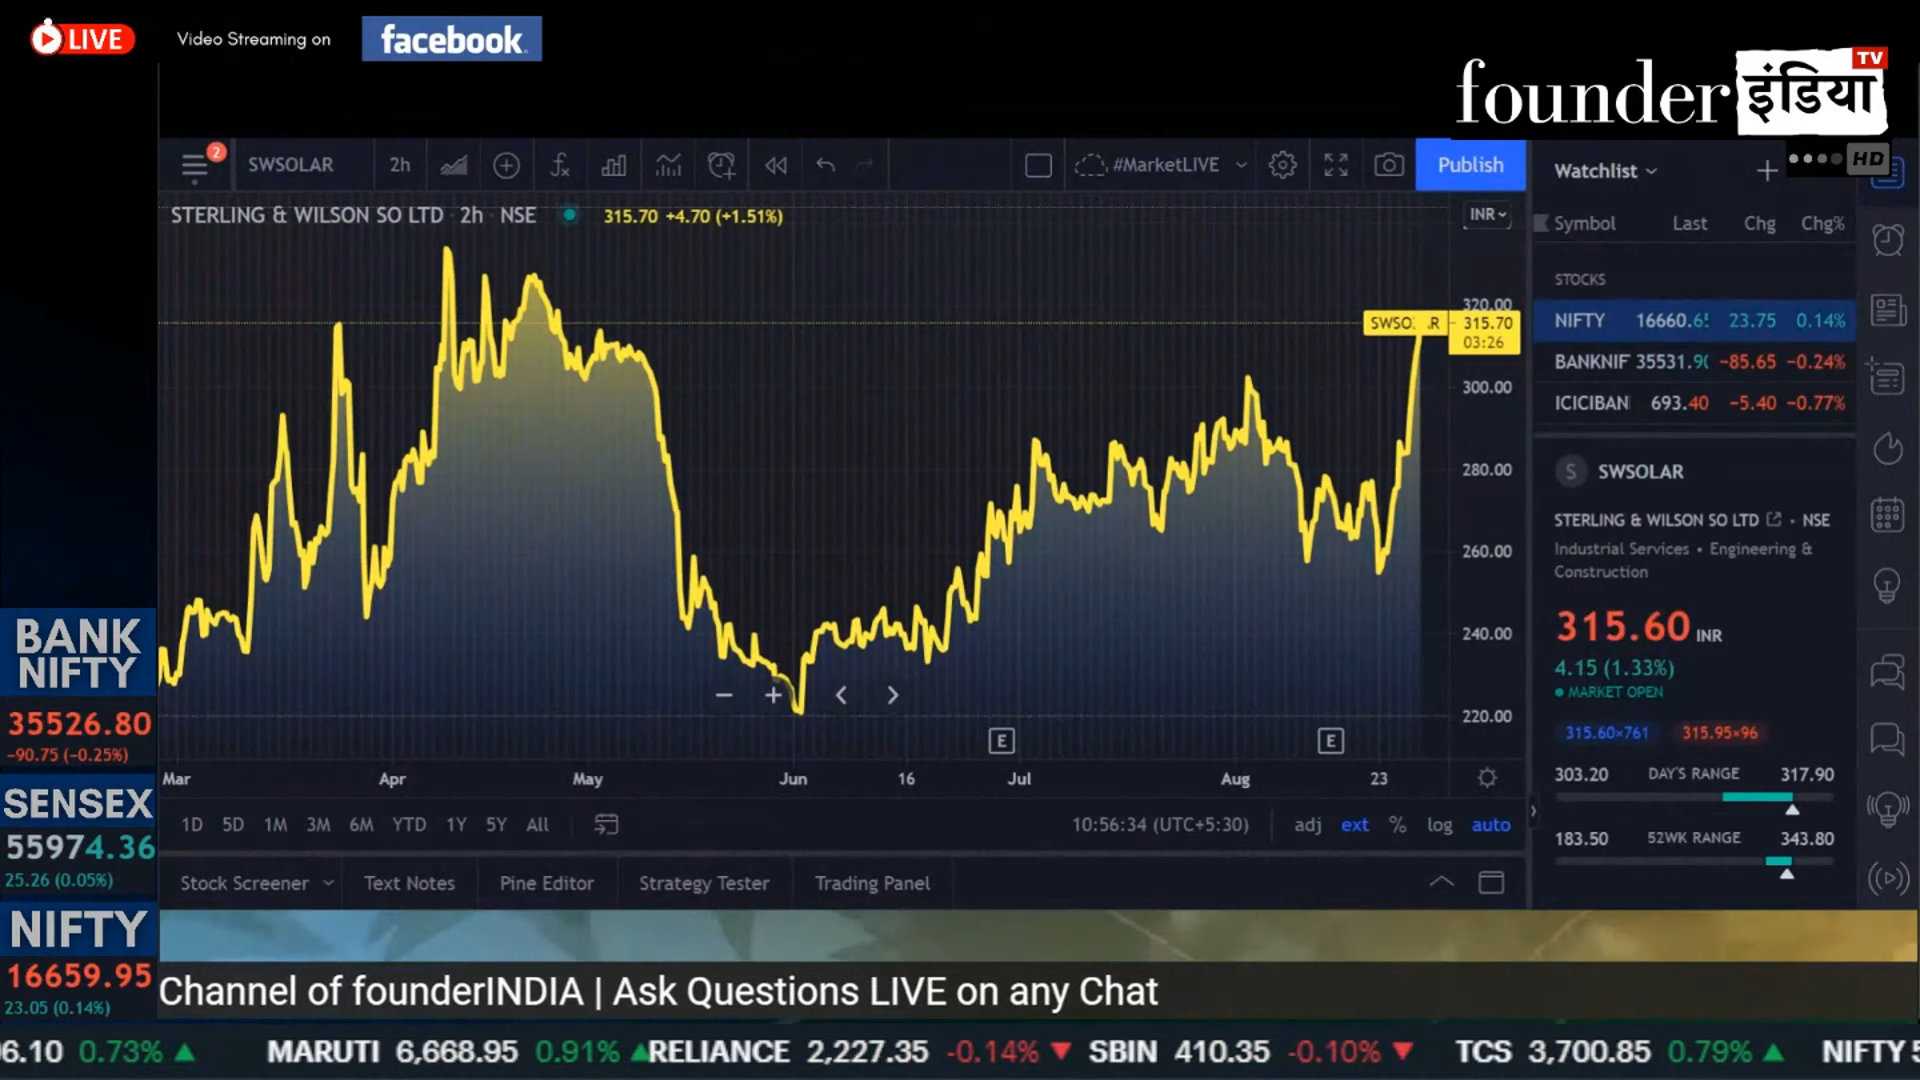 LIVE
Video Streaming on
facebook
founder इंडिया TV
HD
2
SWSOLAR
2h
#MarketLIVE
Publish
STERLING & WILSON SO LTD 2h NSE
315.70 +4.70 (+1.51%)
INR
320.00
315.70
03:26
300.00
280.00
260.00
240.00
220.00
E
E
Mar
Apr
May
Jun
16
Jul
Aug
23
1D 5D 1M 3M 6M YTD 1Y 5Y All
10:56:34 (UTC+5:30)
adj ext % log auto
Stock Screener
Text Notes
Pine Editor
Strategy Tester
Trading Panel
Watchlist
Symbol Last Chg Chg%
STOCKS
NIFTY 23.75 0.14%
BANKNIF −85.65 −0.24%
ICICIBAN 693.40 −5.40 −0.77%
S SWSOLAR
STERLING & WILSON SO LTD • NSE
Industrial Services • Engineering &
Construction
315.60 INR
4.15 (1.33%)
MARKET OPEN
315.60×761 315.95×96
303.20 DAY'S RANGE 317.90
183.50 52WK RANGE 343.80
BANK
NIFTY
35526.80
−90.75 (−0.25%)
SENSEX
55974.36
25.26 (0.05%)
NIFTY
16659.95
23.05 (0.14%)
Channel of founderINDIA | Ask Questions LIVE on any Chat
6.10 0.73% MARUTI 6,668.95 0.91% RELIANCE 2,227.35 -0.14% SBIN 410.35 -0.10% TCS 3,700.85 0.79% NIFTY